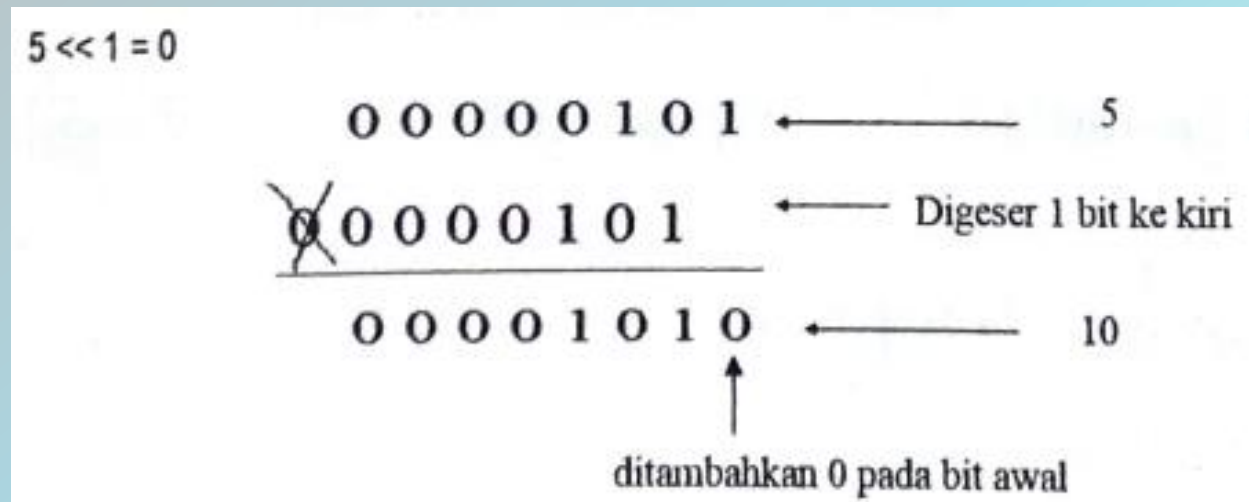 5 << 1 = 0
0 0 0 0 0 1 0 1 5
0 0 0 0 0 1 0 1 Digeser 1 bit ke kiri
0 0 0 0 1 0 1 0 10
ditambahkan 0 pada bit awal